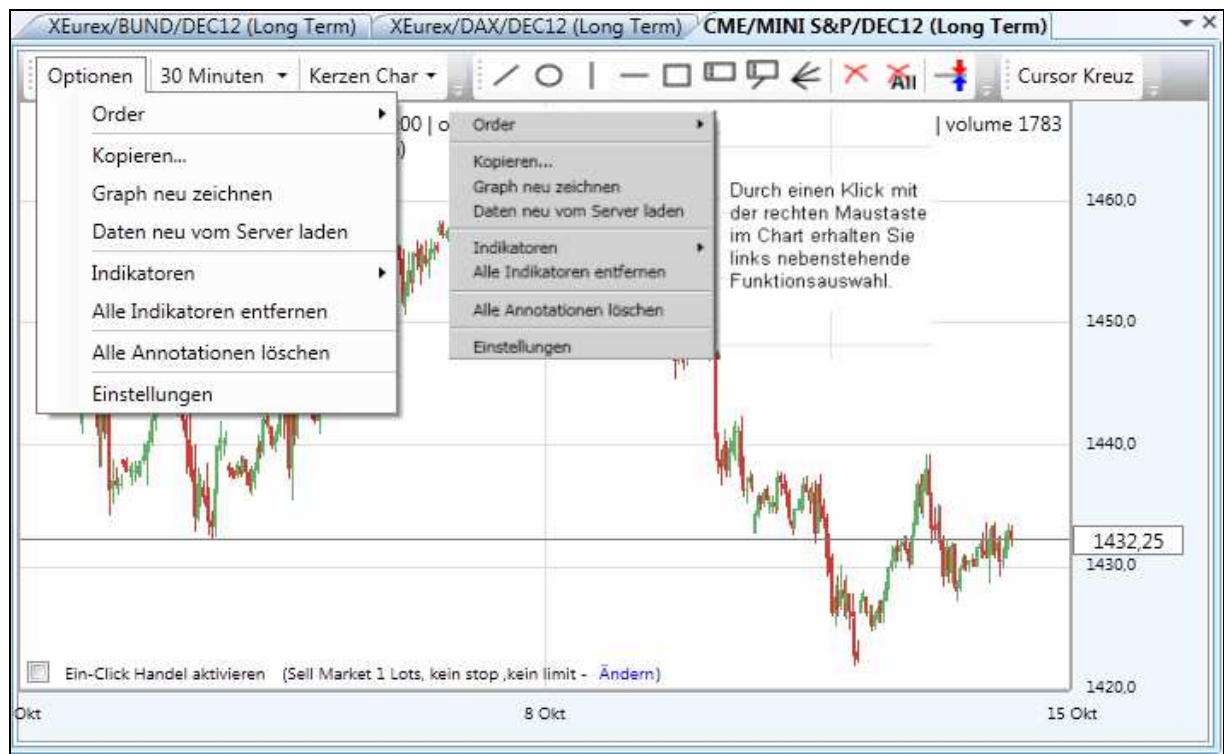 XEurex/BUND/DEC12 (Long Term) XEurex/DAX/DEC12 (Long Term) CME/MINI S&P/DEC12 (Long Term)
Optionen 30 Minuten Kerzen Char All Cursor Kreuz
00 | o | volume 1783
Order
Kopieren...
Graph neu zeichnen
Daten neu vom Server laden
Indikatoren
Alle Indikatoren entfernen
Alle Annotationen löschen
Einstellungen
Order
Kopieren...
Graph neu zeichnen
Daten neu vom Server laden
Indikatoren
Alle Indikatoren entfernen
Alle Annotationen löschen
Einstellungen
Durch einen Klick mit
der rechten Maustaste
im Chart erhalten Sie
links nebenstehende
Funktionsauswahl.
1460,0
1450,0
1440,0
1432,25
1430,0
1420,0
Ein-Click Handel aktivieren (Sell Market 1 Lots, kein stop ,kein limit - Ändern)
Okt 8 Okt 15 Okt